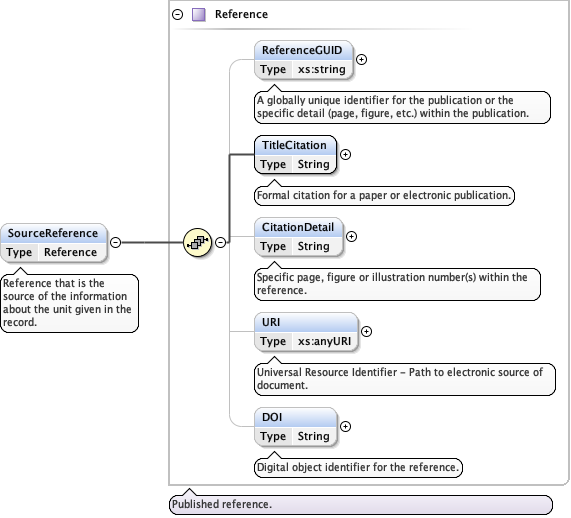 Reference
ReferenceGUID
Type xs:string
A globally unique identifier for the publication or the
specific detail (page, figure, etc.) within the publication.
TitleCitation
Type String
Formal citation for a paper or electronic publication.
SourceReference
Type Reference
Reference that is the
source of the information
about the unit given in the
record.
CitationDetail
Type String
Specific page, figure or illustration number(s) within the
reference.
URI
Type xs:anyURI
Universal Resource Identifier - Path to electronic source of
document.
DOI
Type String
Digital object identifier for the reference.
Published reference.